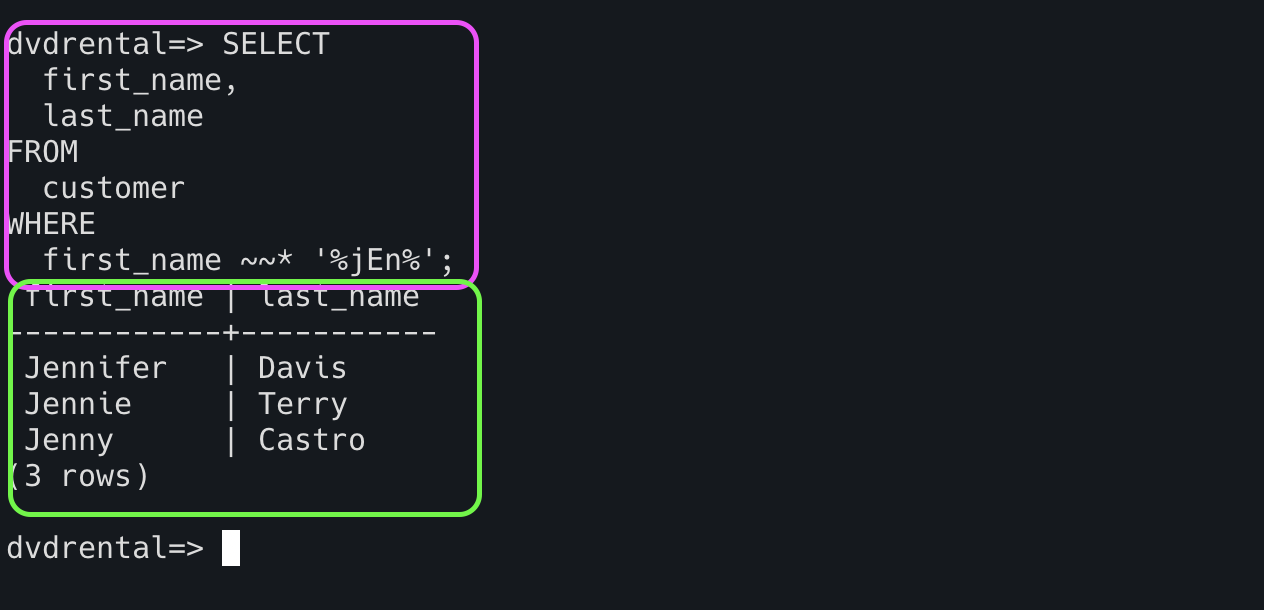 dvdrental=> SELECT
  first_name,
  last_name
FROM
  customer
WHERE
  first_name ~~* '%jEn%';
 first_name | last_name
------------+-----------
 Jennifer   | Davis
 Jennie     | Terry
 Jenny      | Castro
(3 rows)
dvdrental=>